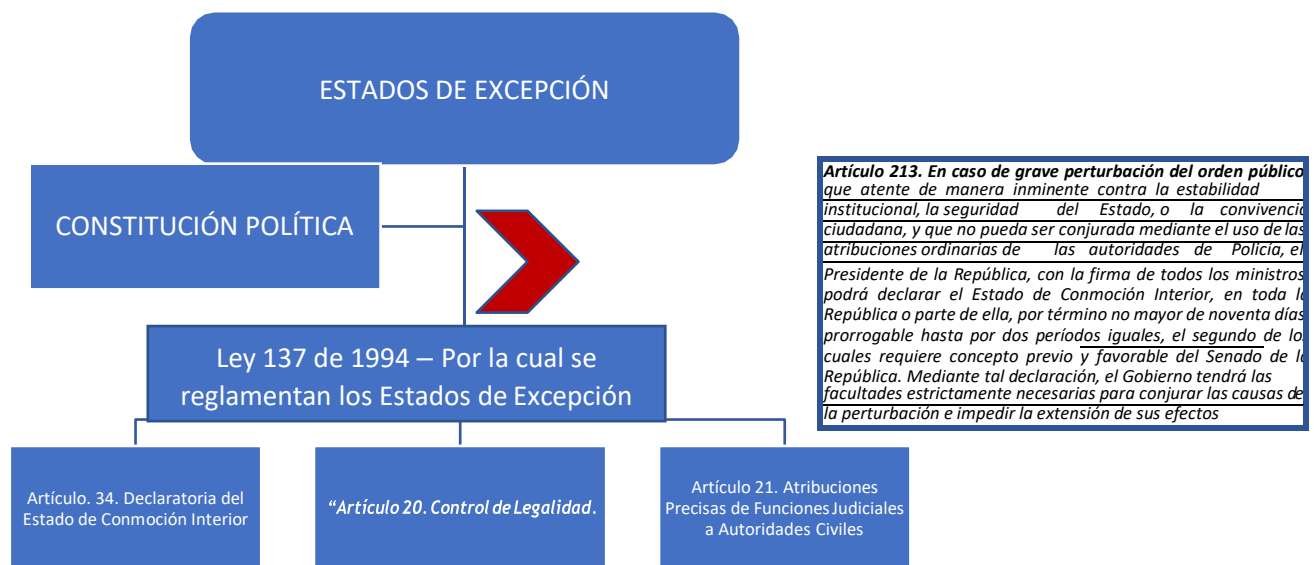 ESTADOS DE EXCEPCIÓN
CONSTITUCIÓN POLÍTICA
Ley 137 de 1994 – Por la cual se
reglamentan los Estados de Excepción
Artículo. 34. Declaratoria del
Estado de Conmoción Interior
“Artículo 20. Control de Legalidad.
Artículo 21. Atribuciones
Precisas de Funciones Judiciales
a Autoridades Civiles
Artículo 213. En caso de grave perturbación del orden público
que atente de manera inminente contra la estabilidad
institucional, la seguridad del Estado, o la convivencia
ciudadana, y que no pueda ser conjurada mediante el uso de las
atribuciones ordinarias de las autoridades de Policía, el
Presidente de la República, con la firma de todos los ministros
podrá declarar el Estado de Conmoción Interior, en toda la
República o parte de ella, por término no mayor de noventa días
prorrogable hasta por dos períodos iguales, el segundo de lo
cuales requiere concepto previo y favorable del Senado de la
República. Mediante tal declaración, el Gobierno tendrá las
facultades estrictamente necesarias para conjurar las causas de
la perturbación e impedir la extensión de sus efectos